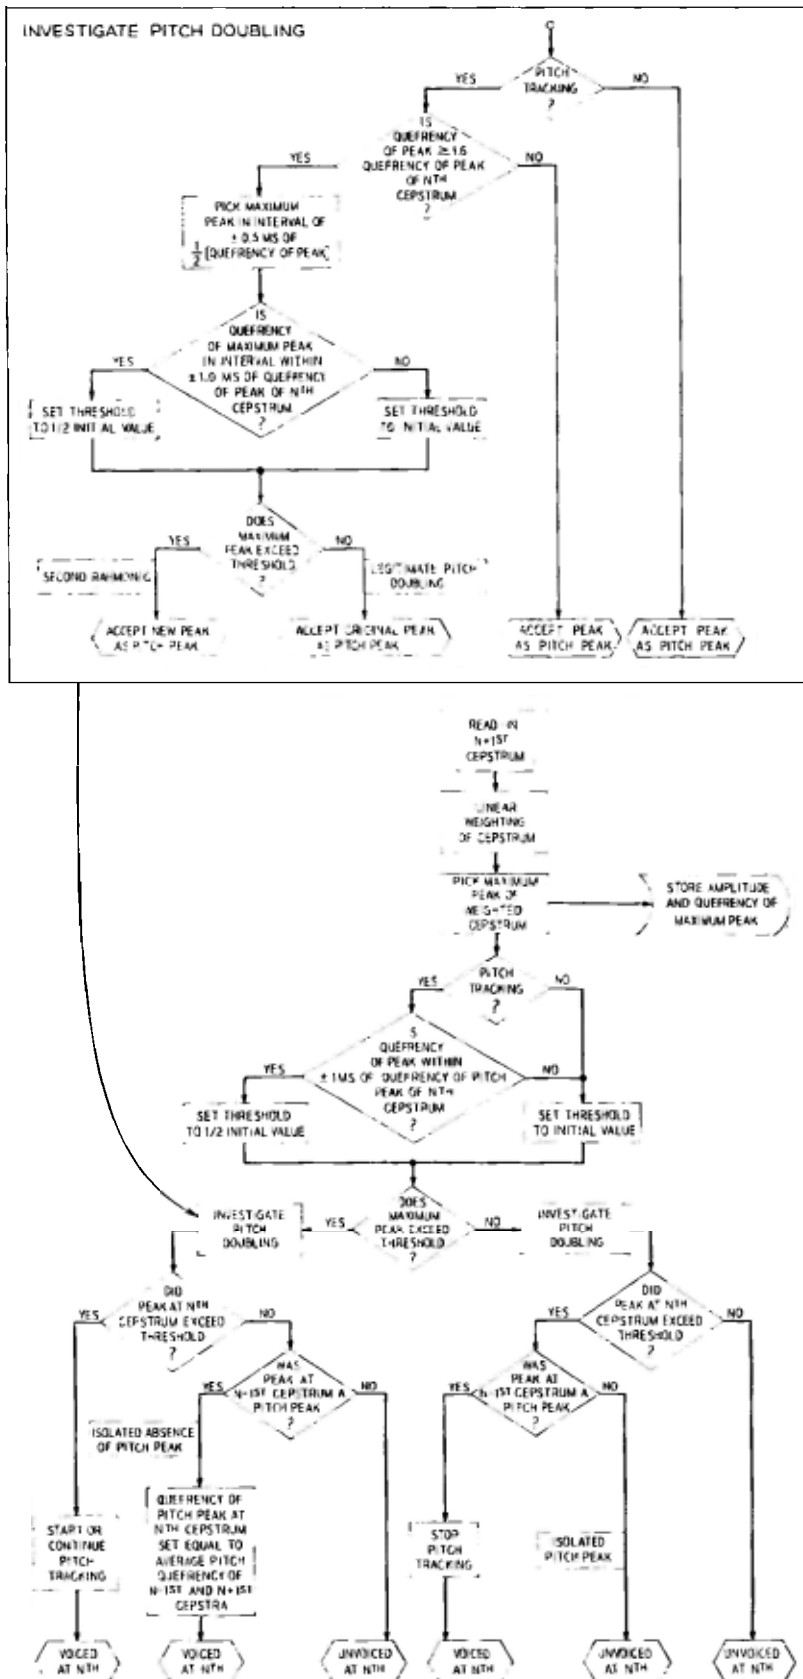 INVESTIGATE PITCH DOUBLING
C
PITCH
TRACKING
?
YES
NO
IS
QUEFRENCY
OF PEAK ≥ 1.6
QUEFRENCY OF PEAK
OF NTH
CEPSTRUM
?
YES
NO
PICK MAXIMUM
PEAK IN INTERVAL OF
± 0.5 MS OF
1/2 [QUEFRENCY OF PEAK]
IS
QUEFRENCY
OF MAXIMUM PEAK
IN INTERVAL WITHIN
±1.0 MS OF QUEFRENCY
OF PEAK OF NTH
CEPSTRUM
?
YES
NO
SET THRESHOLD
TO 1/2 INITIAL VALUE
SET THRESHOLD
TO INITIAL VALUE
DOES
MAXIMUM
PEAK EXCEED
THRESHOLD
?
YES
NO
SECOND RAHMONIC
LEGITIMATE PITCH
DOUBLING
ACCEPT NEW PEAK
AS PITCH PEAK
ACCEPT ORIGINAL PEAK
AS PITCH PEAK
ACCEPT PEAK
AS PITCH PEAK
ACCEPT PEAK
AS PITCH PEAK
READ IN
N+1ST
CEPSTRUM
LINEAR
WEIGHTING
OF CEPSTRUM
PICK MAXIMUM
PEAK OF
WEIGHTED
CEPSTRUM
STORE AMPLITUDE
AND QUEFRENCY OF
MAXIMUM PEAK
PITCH
TRACKING
?
YES
NO
IS
QUEFRENCY
OF PEAK WITHIN
± 1MS OF QUEFRENCY OF PITCH
PEAK OF NTH
CEPSTRUM
?
YES
NO
SET THRESHOLD
TO 1/2 INITIAL VALUE
SET THRESHOLD
TO INITIAL VALUE
DOES
MAXIMUM
PEAK EXCEED
THRESHOLD
?
YES
NO
INVESTIGATE
PITCH
DOUBLING
INVESTIGATE
PITCH
DOUBLING
DID
PEAK AT NTH
CEPSTRUM EXCEED
THRESHOLD
?
YES
NO
DID
PEAK AT NTH
CEPSTRUM EXCEED
THRESHOLD
?
YES
NO
WAS
PEAK AT
N-1ST CEPSTRUM A
PITCH PEAK
?
YES
NO
WAS
PEAK AT
N-1ST CEPSTRUM A
PITCH PEAK
?
YES
NO
ISOLATED ABSENCE
OF PITCH PEAK
START OR
CONTINUE
PITCH
TRACKING
QUEFRENCY OF
PITCH PEAK AT
NTH CEPSTRUM
SET EQUAL TO
AVERAGE PITCH
QUEFRENCY OF
N-1ST AND N+1ST
CEPSTRA
STOP
PITCH
TRACKING
ISOLATED
PITCH PEAK
VOICED
AT NTH
VOICED
AT NTH
UNVOICED
AT NTH
VOICED
AT NTH
UNVOICED
AT NTH
UNVOICED
AT NTH